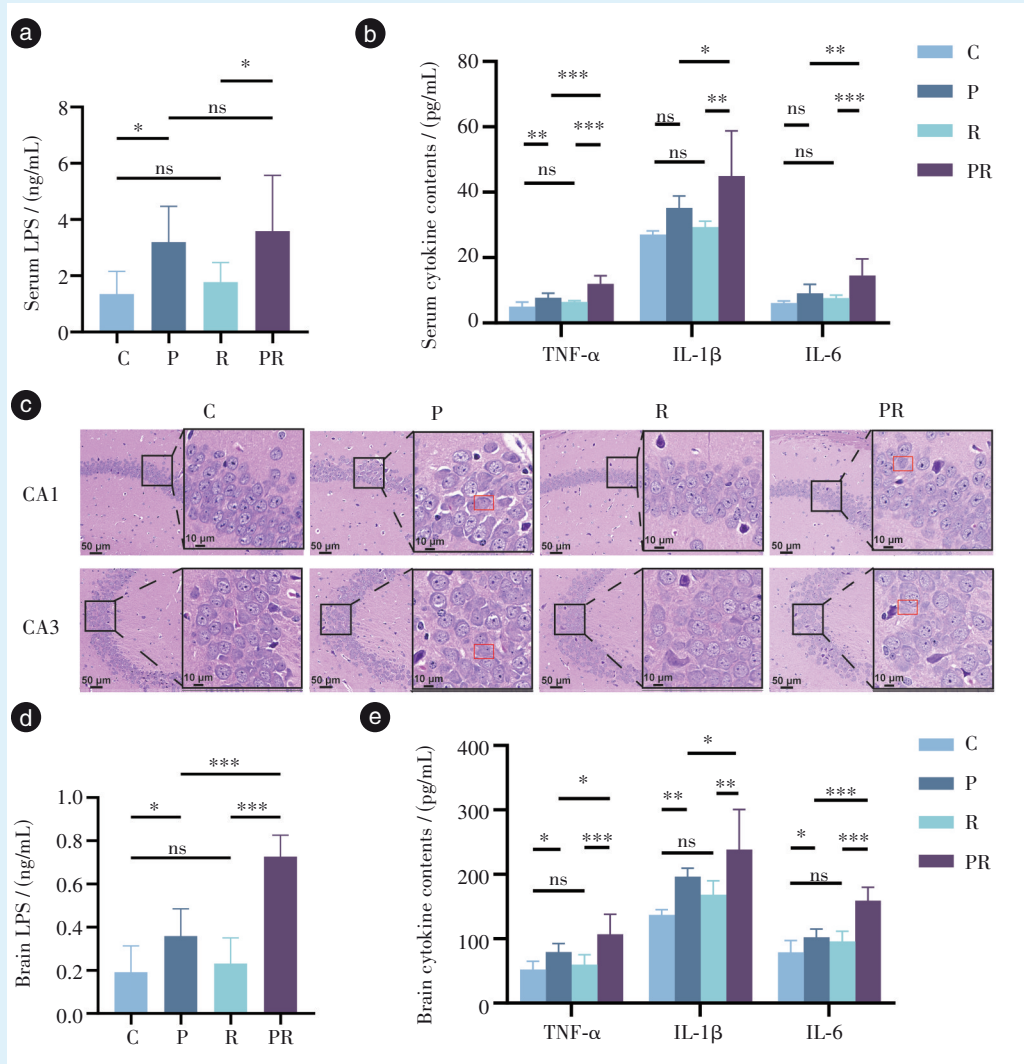 a
Serum LPS / (ng/mL)
8
6
4
2
0
*
ns
*
ns
C P R PR
b
Serum cytokine contents / (pg/mL)
80
60
40
20
0
***
** ***
ns
*
ns **
ns
**
ns ***
ns
TNF-α IL-1β IL-6
C
P
R
PR
c
C P R PR
CA1
50 μm 10 μm 50 μm 10 μm 50 μm 10 μm 50 μm 10 μm
CA3
50 μm 10 μm 50 μm 10 μm 50 μm 10 μm 50 μm 10 μm
d
Brain LPS / (ng/mL)
1.0
0.8
0.6
0.4
0.2
0.0
***
* ***
ns
C P R PR
e
Brain cytokine contents / (pg/mL)
400
300
200
100
0
*
* ***
ns
*
** **
ns
***
* ***
ns
TNF-α IL-1β IL-6
C
P
R
PR